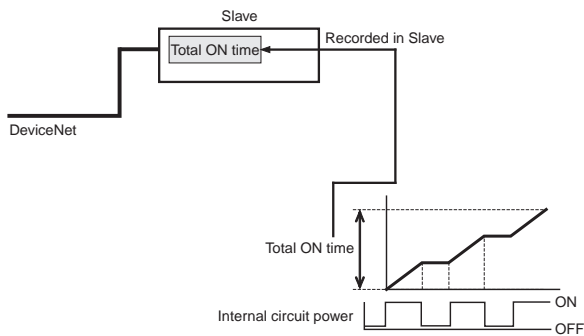 Slave
Total ON time
Recorded in Slave
DeviceNet
Total ON time
Internal circuit power
ON
OFF